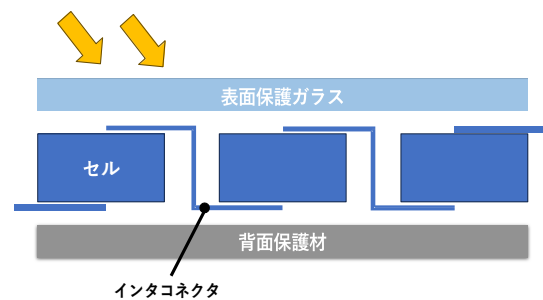 表面保護ガラス
セル
背面保護材
インタコネクタ